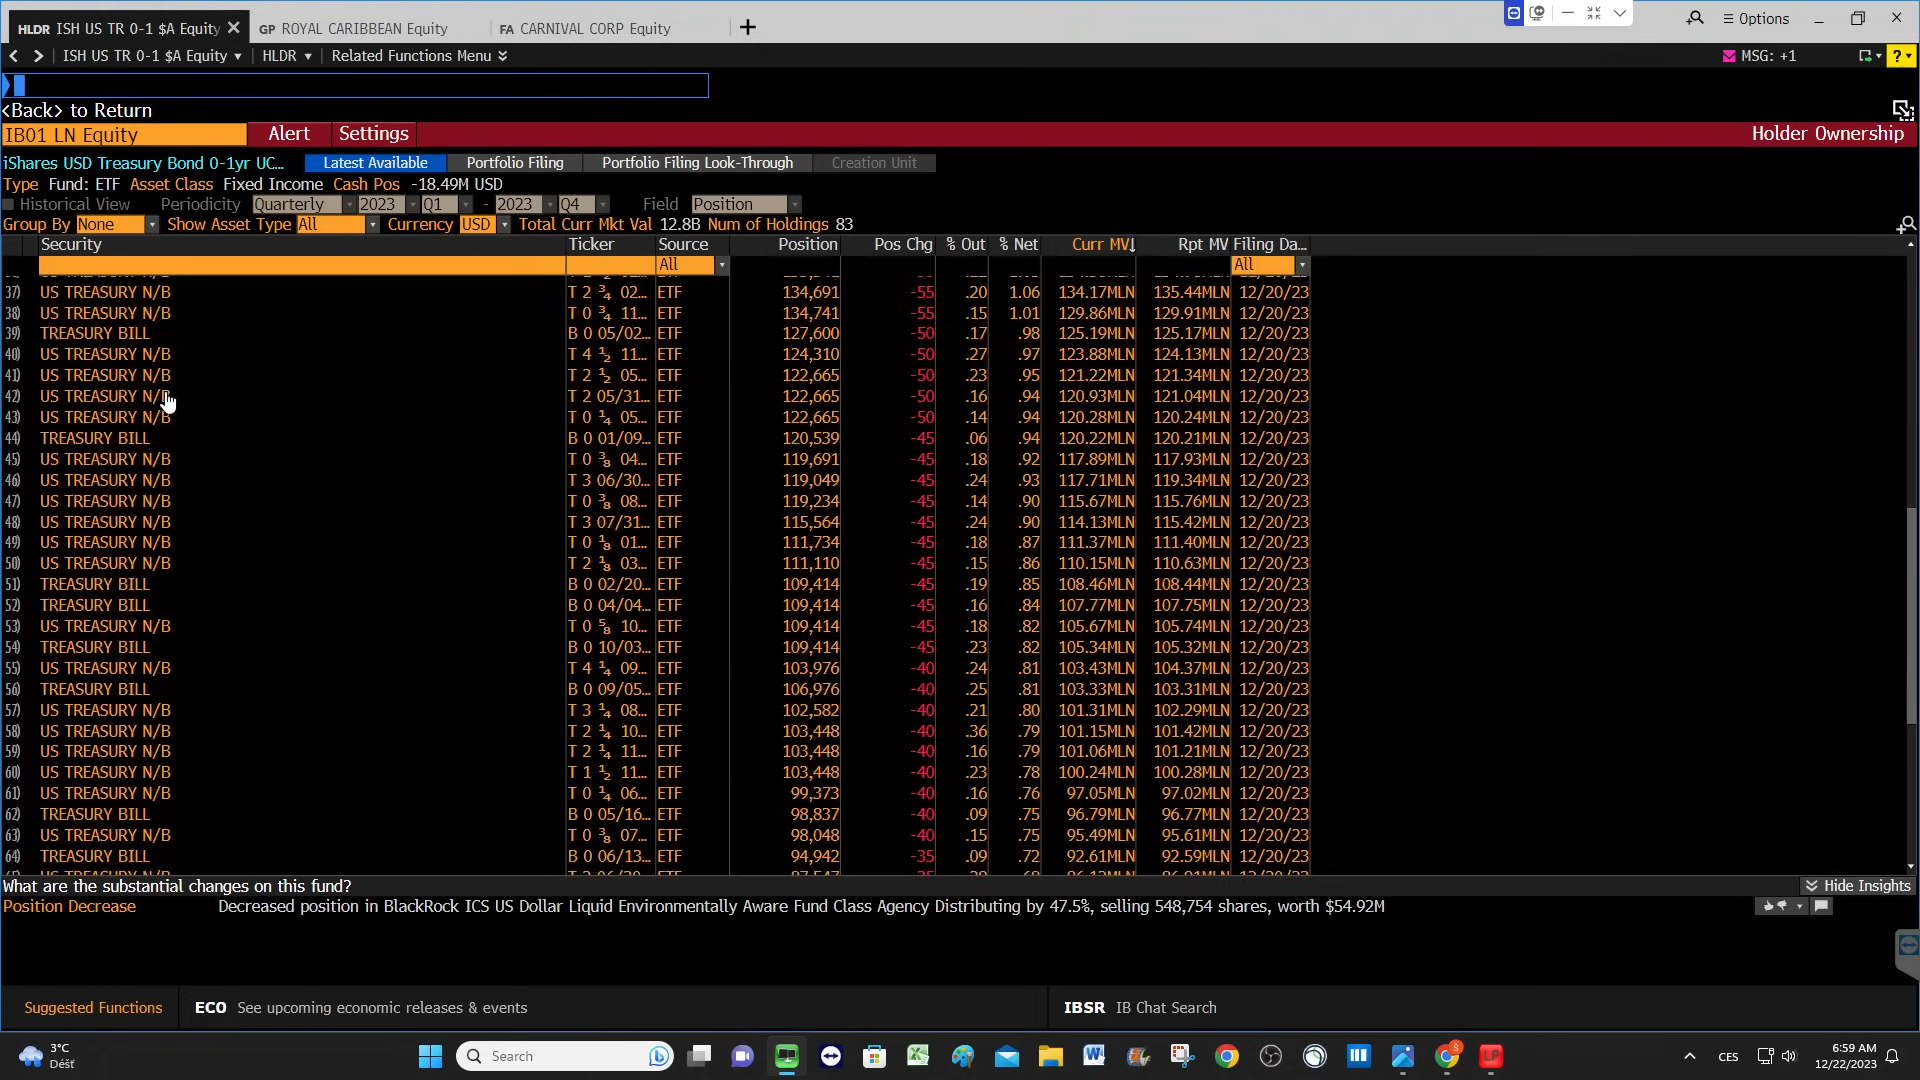 HLDR ISH US TR 0-1 $A Equity GP ROYAL CARIBBEAN Equity FA CARNIVAL CORP Equity Options
ISH US TR 0-1 $A Equity HLDR Related Functions Menu MSG: +1 ?
<Back> to Return
IB01 LN Equity Alert Settings Holder Ownership
iShares USD Treasury Bond 0-1yr UC... Latest Available Portfolio Filing Portfolio Filing Look-Through Creation Unit
Type Fund: ETF Asset Class Fixed Income Cash Pos -18.49M USD
Historical View Periodicity Quarterly 2023 Q1 - 2023 Q4 Field Position
Group By None Show Asset Type All Currency USD Total Curr Mkt Val 12.8B Num of Holdings 83
Security Ticker Source Position Pos Chg % Out % Net Curr MV↓ Rpt MV Filing Da...
All All
37) US TREASURY N/B T 2 ¾ 02... ETF 134,691 -55 .20 1.06 134.17MLN 135.44MLN 12/20/23
38) US TREASURY N/B T 0 ¾ 11... ETF 134,741 -55 .15 1.01 129.86MLN 129.91MLN 12/20/23
39) TREASURY BILL B 0 05/02... ETF 127,600 -50 .17 .98 125.19MLN 125.17MLN 12/20/23
40) US TREASURY N/B T 4 ½ 11... ETF 124,310 -50 .27 .97 123.88MLN 124.13MLN 12/20/23
41) US TREASURY N/B T 2 ½ 05... ETF 122,665 -50 .23 .95 121.22MLN 121.34MLN 12/20/23
42) US TREASURY N/B T 2 05/31... ETF 122,665 -50 .16 .94 120.93MLN 121.04MLN 12/20/23
43) US TREASURY N/B T 0 ¼ 05... ETF 122,665 -50 .14 .94 120.28MLN 120.24MLN 12/20/23
44) TREASURY BILL B 0 01/09... ETF 120,539 -45 .06 .94 120.22MLN 120.21MLN 12/20/23
45) US TREASURY N/B T 0 ⅜ 04... ETF 119,691 -45 .18 .92 117.89MLN 117.93MLN 12/20/23
46) US TREASURY N/B T 3 06/30... ETF 119,049 -45 .24 .93 117.71MLN 119.34MLN 12/20/23
47) US TREASURY N/B T 0 ⅜ 08... ETF 119,234 -45 .14 .90 115.67MLN 115.76MLN 12/20/23
48) US TREASURY N/B T 3 07/31... ETF 115,564 -45 .24 .90 114.13MLN 115.42MLN 12/20/23
49) US TREASURY N/B T 0 ⅛ 01... ETF 111,734 -45 .18 .87 111.37MLN 111.40MLN 12/20/23
50) US TREASURY N/B T 2 ⅛ 03... ETF 111,110 -45 .15 .86 110.15MLN 110.63MLN 12/20/23
51) TREASURY BILL B 0 02/20... ETF 109,414 -45 .19 .85 108.46MLN 108.44MLN 12/20/23
52) TREASURY BILL B 0 04/04... ETF 109,414 -45 .16 .84 107.77MLN 107.75MLN 12/20/23
53) US TREASURY N/B T 0 ⅝ 10... ETF 109,414 -45 .18 .82 105.67MLN 105.74MLN 12/20/23
54) TREASURY BILL B 0 10/03... ETF 109,414 -45 .23 .82 105.34MLN 105.32MLN 12/20/23
55) US TREASURY N/B T 4 ¼ 09... ETF 103,976 -40 .24 .81 103.43MLN 104.37MLN 12/20/23
56) TREASURY BILL B 0 09/05... ETF 106,976 -40 .25 .81 103.33MLN 103.31MLN 12/20/23
57) US TREASURY N/B T 3 ¼ 08... ETF 102,582 -40 .21 .80 101.31MLN 102.29MLN 12/20/23
58) US TREASURY N/B T 2 ¼ 10... ETF 103,448 -40 .36 .79 101.15MLN 101.42MLN 12/20/23
59) US TREASURY N/B T 2 ¼ 11... ETF 103,448 -40 .16 .79 101.06MLN 101.21MLN 12/20/23
60) US TREASURY N/B T 1 ½ 11... ETF 103,448 -40 .23 .78 100.24MLN 100.28MLN 12/20/23
61) US TREASURY N/B T 0 ¼ 06... ETF 99,373 -40 .16 .76 97.05MLN 97.02MLN 12/20/23
62) TREASURY BILL B 0 05/16... ETF 98,837 -40 .09 .75 96.79MLN 96.77MLN 12/20/23
63) US TREASURY N/B T 0 ⅜ 07... ETF 98,048 -40 .15 .75 95.49MLN 95.61MLN 12/20/23
64) TREASURY BILL B 0 06/13... ETF 94,942 -35 .09 .72 92.61MLN 92.59MLN 12/20/23
What are the substantial changes on this fund? Hide Insights
Position Decrease Decreased position in BlackRock ICS US Dollar Liquid Environmentally Aware Fund Class Agency Distributing by 47.5%, selling 548,754 shares, worth $54.92M
Suggested Functions ECO See upcoming economic releases & events IBSR IB Chat Search
3°C
Déšť
Search
CES
6:59 AM
12/22/2023